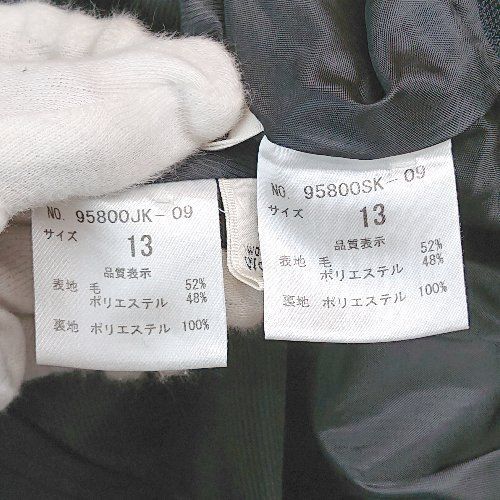 NO. 95800JK-09
サイズ
13
品質表示
表地 毛 52%
ポリエステル 48%
裏地 ポリエステル 100%
NO. 95800SK-09
サイズ
13
品質表示
表地 毛 52%
ポリエステル 48%
裏地 ポリエステル 100%